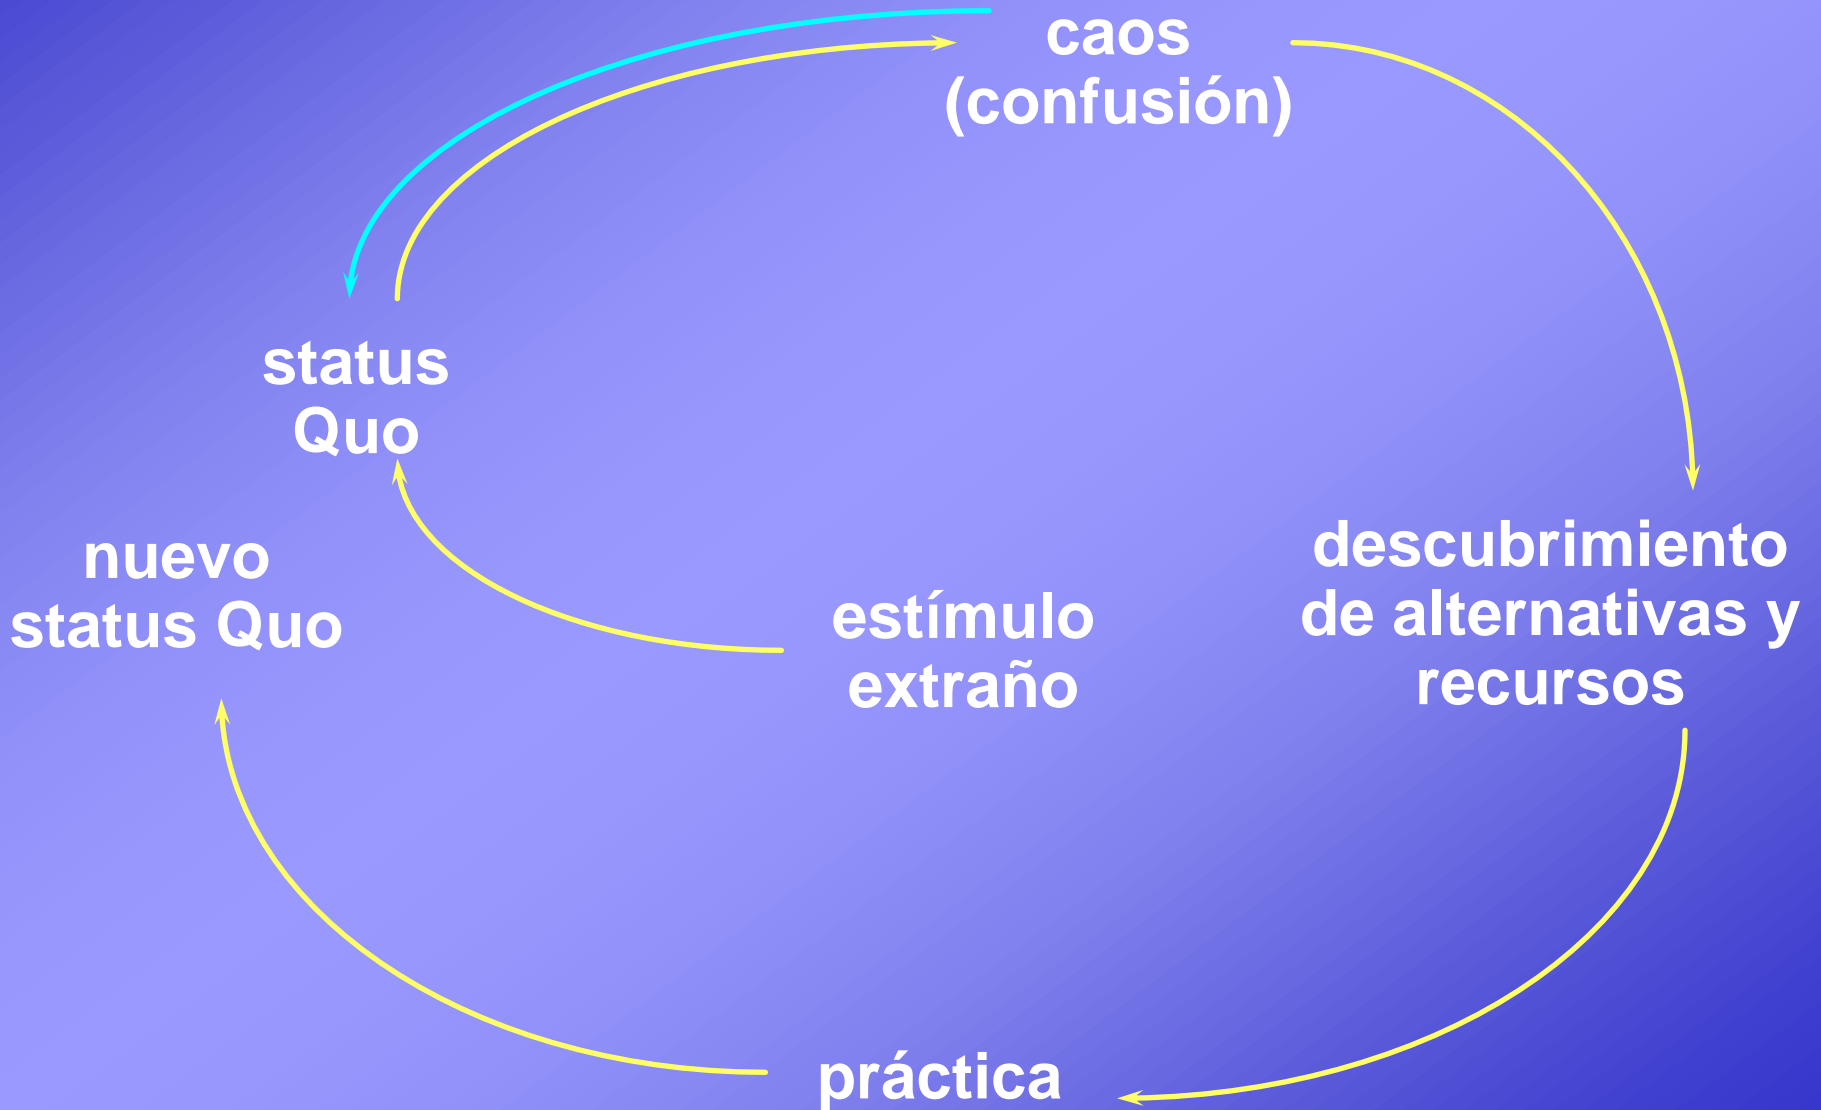 caos
(confusión)
status
Quo
nuevo
status Quo
estímulo
extraño
descubrimiento
de alternativas y
recursos
práctica